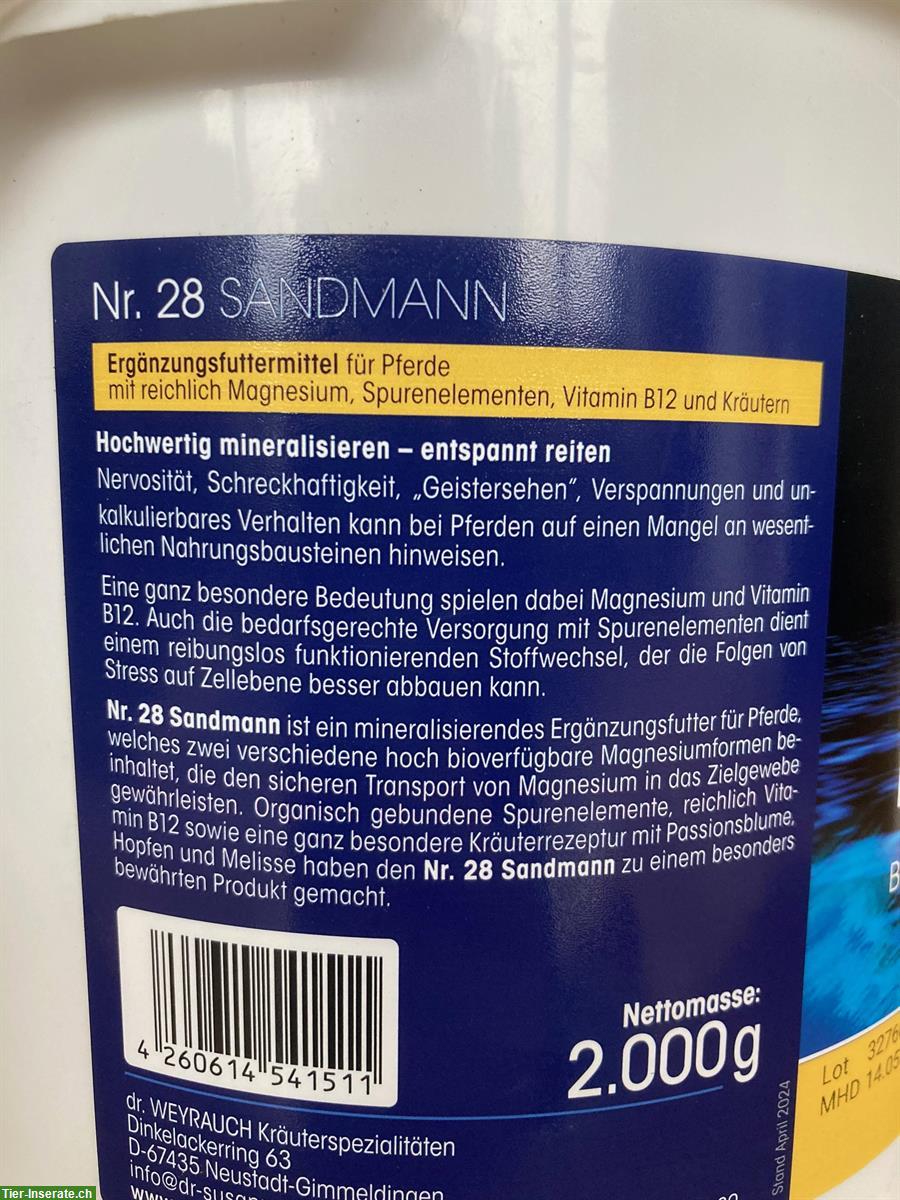 Nr. 28 SANDMANN
Ergänzungsfuttermittel für Pferde
mit reichlich Magnesium, Spurenelementen, Vitamin B12 und Kräutern
Hochwertig mineralisieren – entspannt reiten
Nervosität, Schreckhaftigkeit, „Geistersehen“, Verspannungen und un-
kalkulierbares Verhalten kann bei Pferden auf einen Mangel an wesent-
lichen Nahrungsbausteinen hinweisen.
Eine ganz besondere Bedeutung spielen dabei Magnesium und Vitamin
B12. Auch die bedarfsgerechte Versorgung mit Spurenelementen dient
einem reibungslos funktionierenden Stoffwechsel, der die Folgen von
Stress auf Zellebene besser abbauen kann.
Nr. 28 Sandmann ist ein mineralisierendes Ergänzungsfutter für Pferde,
welches zwei verschiedene hoch bioverfügbare Magnesiumformen be-
inhaltet, die den sicheren Transport von Magnesium in das Zielgewebe
gewährleisten. Organisch gebundene Spurenelemente, reichlich Vita-
min B12 sowie eine ganz besondere Kräuterrezeptur mit Passionsblume,
Hopfen und Melisse haben den Nr. 28 Sandmann zu einem besonders
bewährten Produkt gemacht.
4 260614 541511
Nettomasse:
2.000g
Lot 3276
MHD 14.05
Stand April 2024
dr. WEYRAUCH Kräuterspezialitäten
Dinkelackerring 63
D-67435 Neustadt-Gimmeldingen
info@dr-susan
www.
Tier-Inserate.ch